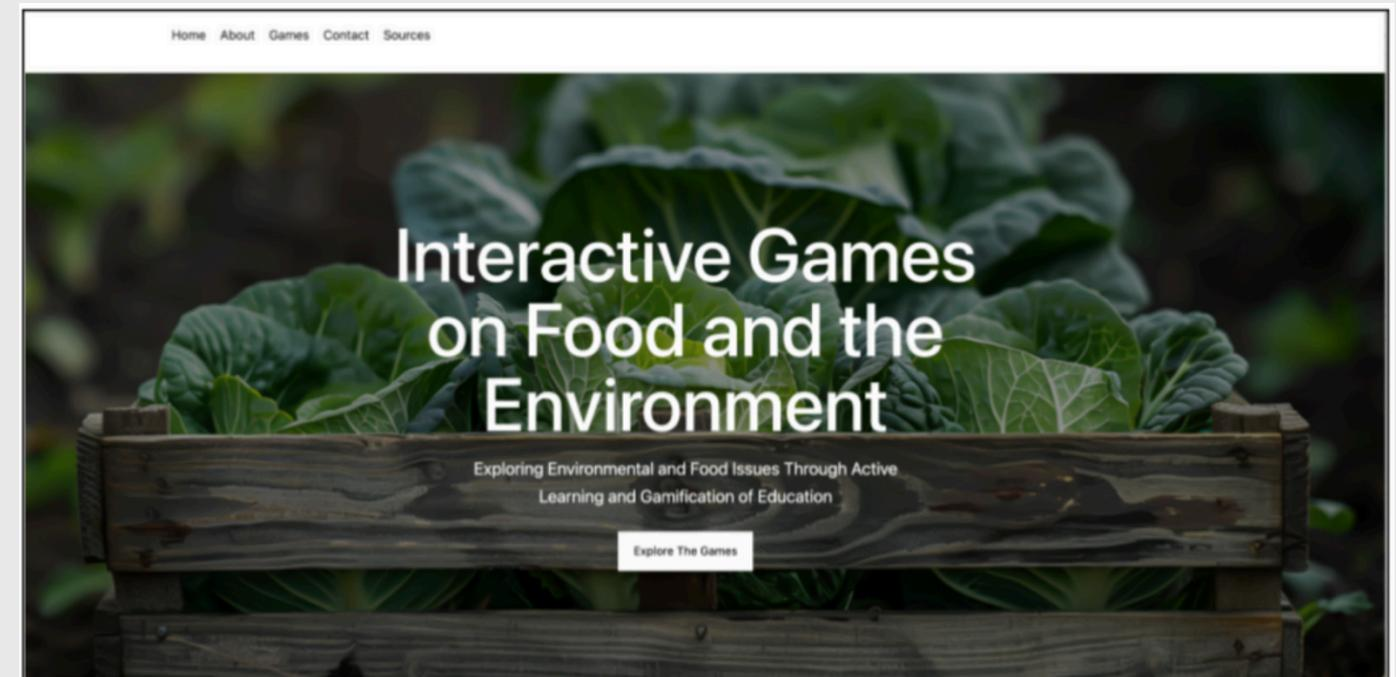 Home About Games Contact Sources
Interactive Games
on Food and the
Environment
Exploring Environmental and Food Issues Through Active
Learning and Gamification of Education
Explore The Games